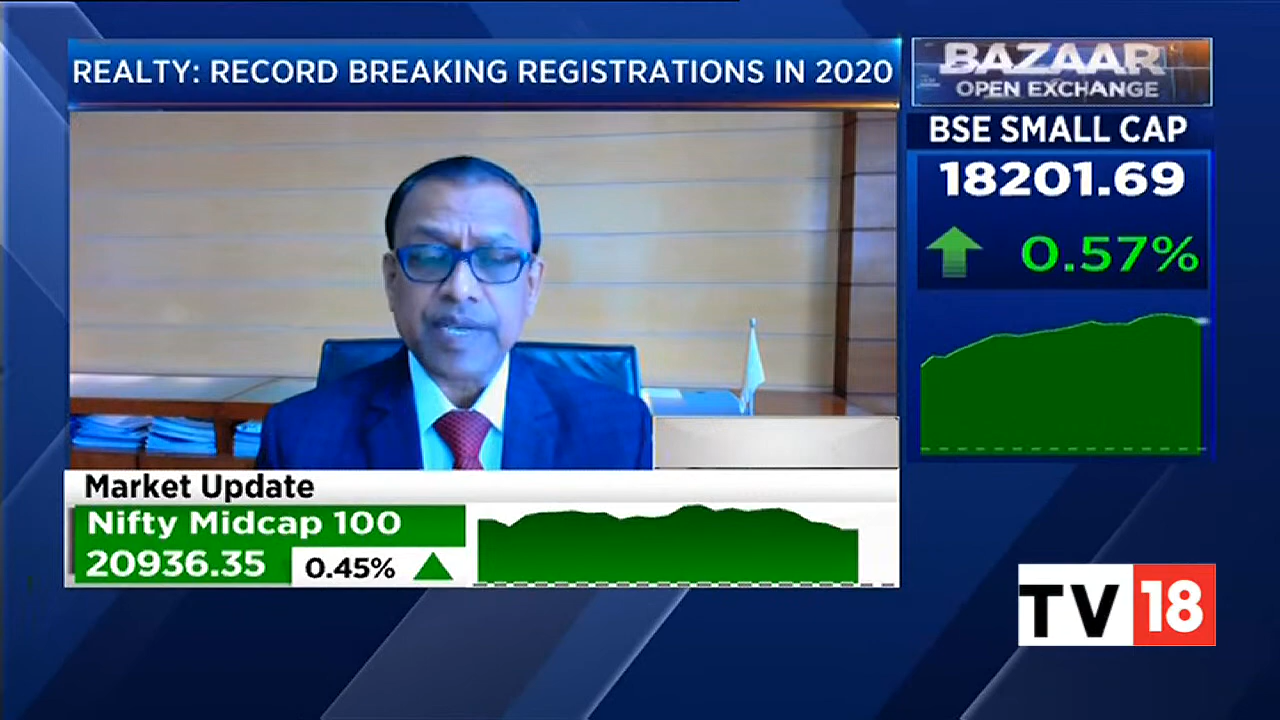 REALTY: RECORD BREAKING REGISTRATIONS IN 2020
BAZAAR
OPEN EXCHANGE
BSE SMALL CAP
18201.69
0.57%
Market Update
Nifty Midcap 100
20936.35 0.45%
TV18